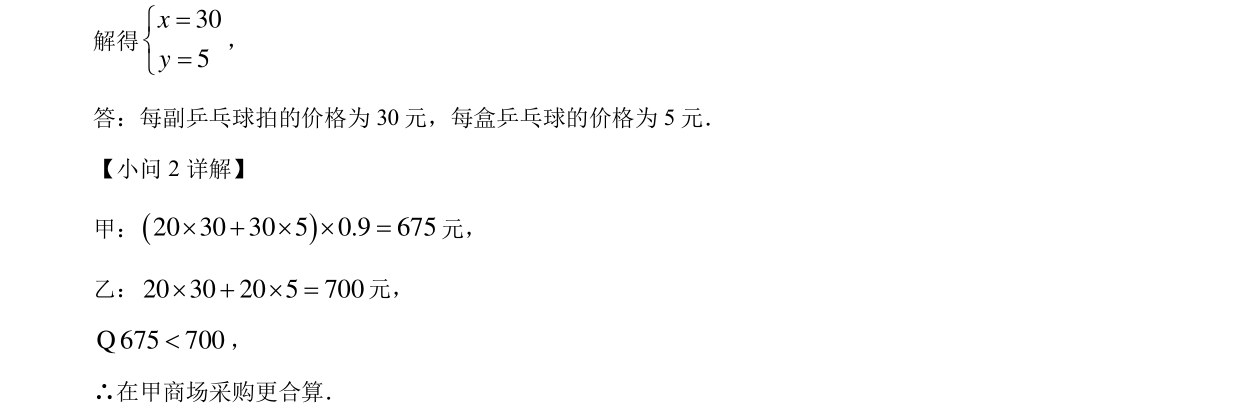 解得{x=30
y=5，
答：每副乒乓球拍的价格为 30 元，每盒乒乓球的价格为 5 元．
【小问 2 详解】
甲：(20×30+30×5)×0.9=675元，
乙：20×30+20×5=700元，
Q675<700，
∴在甲商场采购更合算．